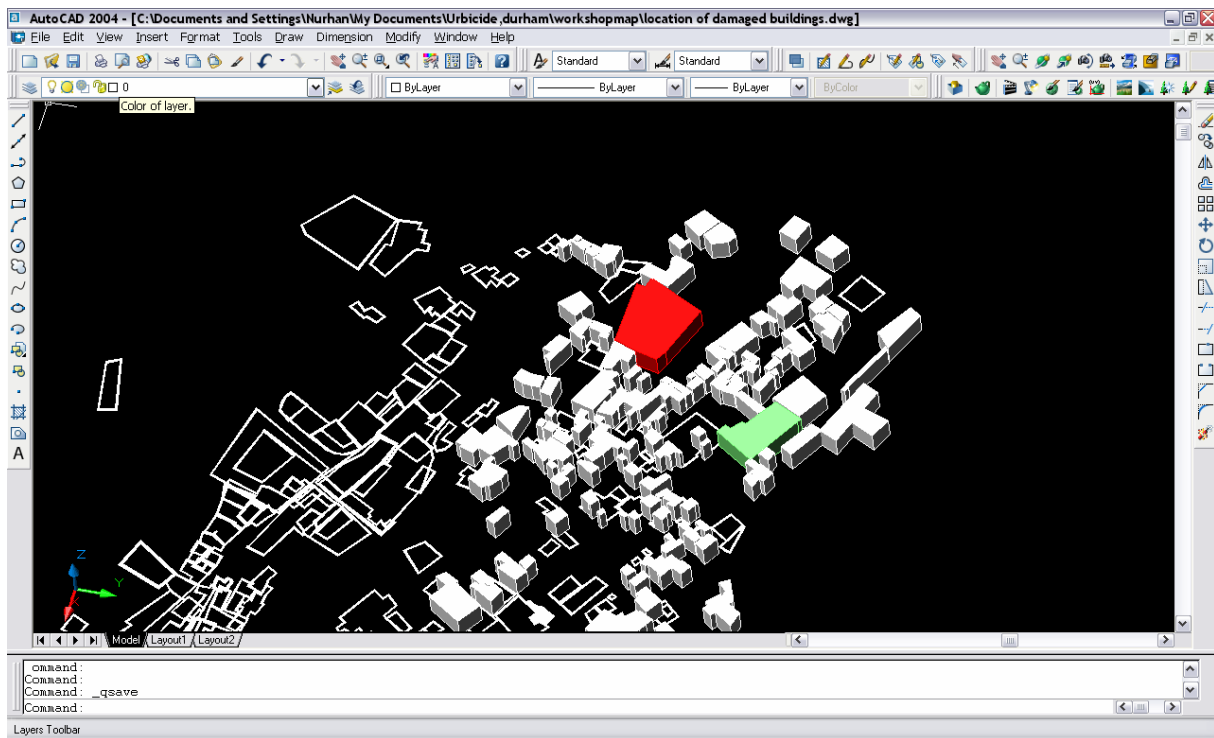 AutoCAD 2004 - [C:\Documents and Settings\Nurhan\My Documents\Urbicide,durham\workshopmap\location of damaged buildings.dwg]
File Edit View Insert Format Tools Draw Dimension Modify Window Help
Standard Standard
0 ByLayer ByLayer ByLayer ByColor
Color of layer.
A
Z
Y
Model Layout1 Layout2
ommand:
Command:
Command: _qsave
Command:
Layers Toolbar